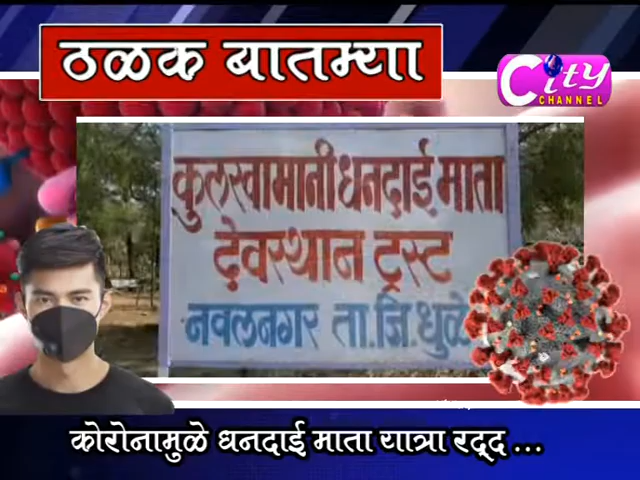 ठळक बातम्या
City
CHANNEL
कुलस्वामानी धनदाई माता
देवस्थान ट्रस्ट
नवलनगर ता.जि.धुळे
कोरोनामुळे धनदाई माता यात्रा रद्द ...